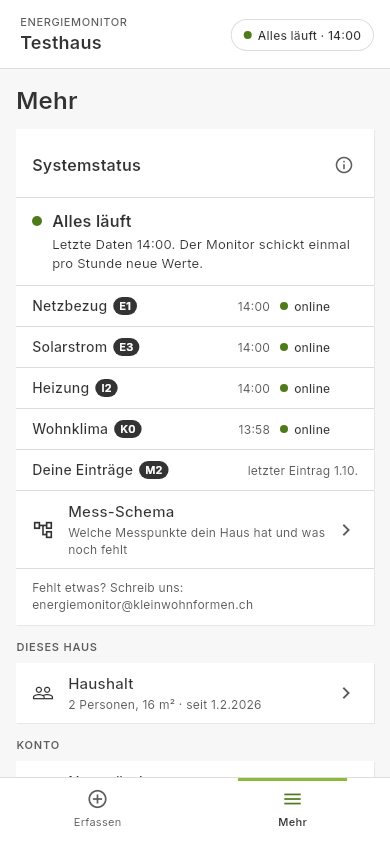 ENERGIEMONITOR
Testhaus
Alles läuft · 14:00
Mehr
Systemstatus
Alles läuft
Letzte Daten 14:00. Der Monitor schickt einmal
pro Stunde neue Werte.
Netzbezug E1 14:00 online
Solarstrom E3 14:00 online
Heizung I2 14:00 online
Wohnklima K0 13:58 online
Deine Einträge M2 letzter Eintrag 1.10.
Mess-Schema
Welche Messpunkte dein Haus hat und was
noch fehlt
Fehlt etwas? Schreib uns:
energiemonitor@kleinwohnformen.ch
DIESES HAUS
Haushalt
2 Personen, 16 m² · seit 1.2.2026
KONTO
Erfassen
Mehr